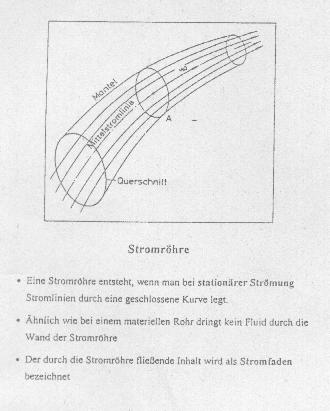 Mantel
Mittelstromlinie
A
Querschnitt
Stromröhre
• Eine Stromröhre entsteht, wenn man bei stationärer Strömung
Stromlinien durch eine geschlossene Kurve legt.
• Ähnlich wie bei einem materiellen Rohr dringt kein Fluid durch die
Wand der Stromröhre
• Der durch die Stromröhre fließende Inhalt wird als Stromfaden
bezeichnet